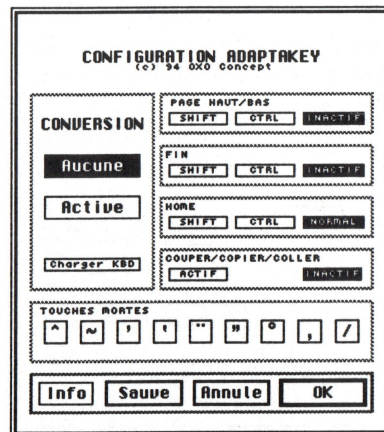 CONFIGURATION ADAPTAKEY
(c) 94 OXO Concept
CONVERSION
Aucune
Active
Charger KBD
PAGE HAUT/BAS
SHIFT CTRL INACTIF
FIN
SHIFT CTRL INACTIF
HOME
SHIFT CTRL NORMAL
COUPER/COPIER/COLLER
ACTIF INACTIF
TOUCHES MORTES
^ ~ ' ` ¨ " ° , /
Info Sauve Annule OK